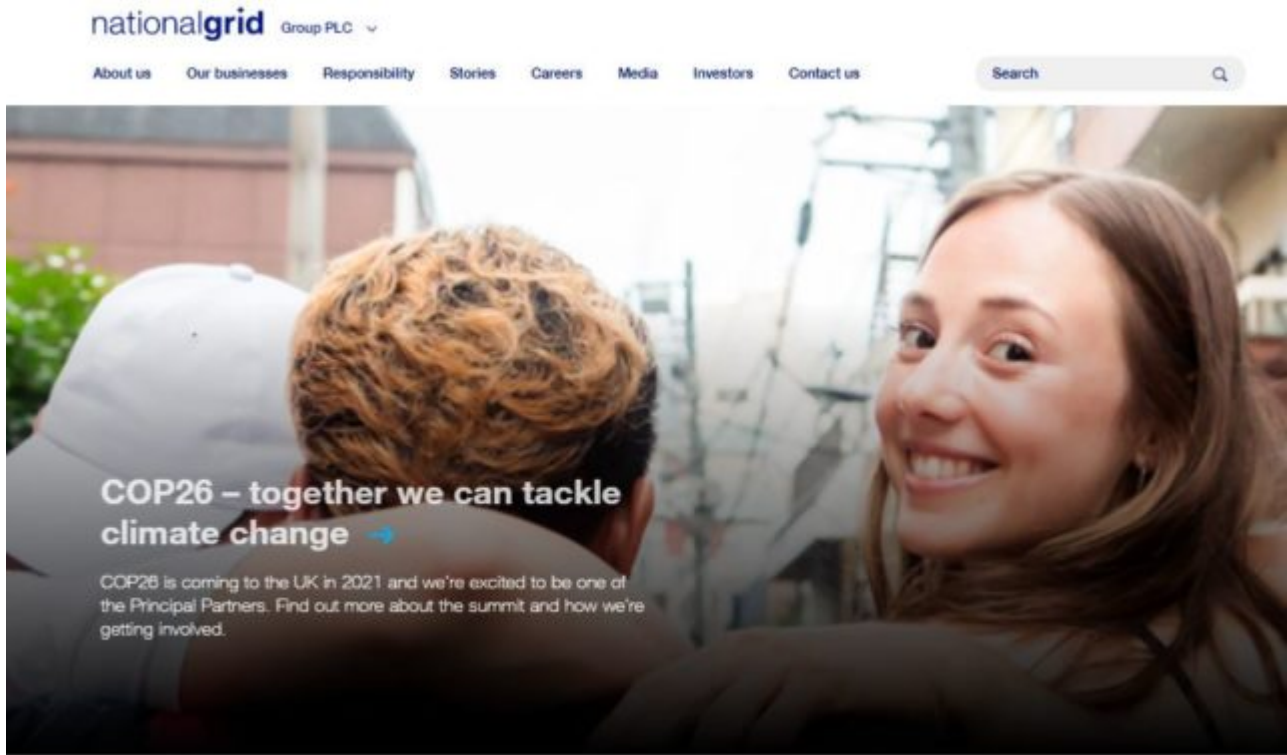 nationalgrid Group PLC
About us Our businesses Responsibility Stories Careers Media Investors Contact us Search
COP26 – together we can tackle
climate change →
COP26 is coming to the UK in 2021 and we're excited to be one of
the Principal Partners. Find out more about the summit and how we're
getting involved.